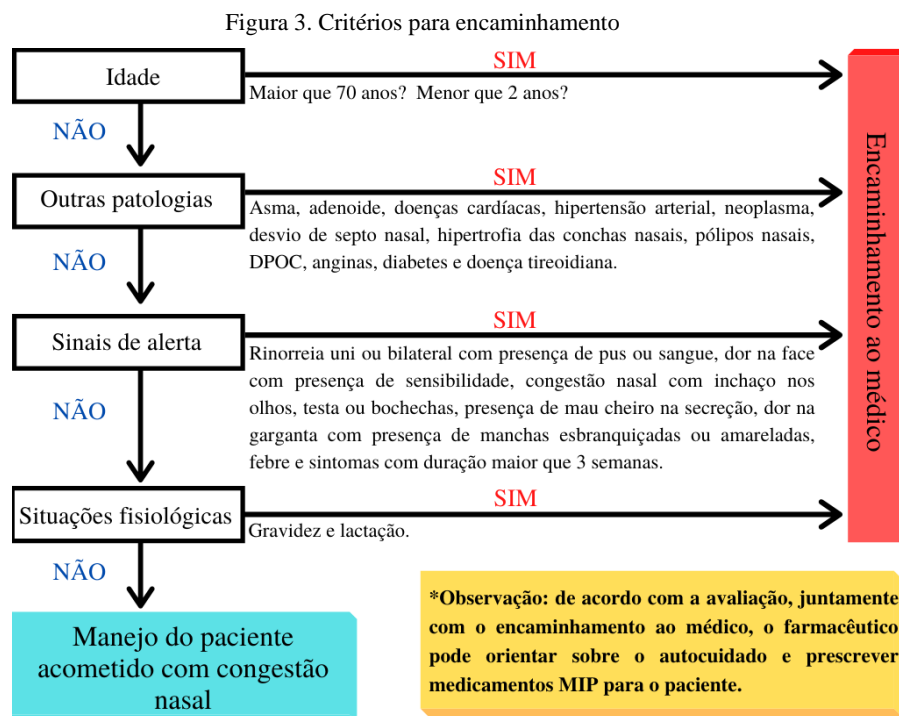 Figura 3. Critérios para encaminhamento
Idade
SIM
Maior que 70 anos? Menor que 2 anos?
NÃO
Outras patologias
SIM
Asma, adenoide, doenças cardíacas, hipertensão arterial, neoplasma,
desvio de septo nasal, hipertrofia das conchas nasais, pólipos nasais,
DPOC, anginas, diabetes e doença tireoidiana.
NÃO
Sinais de alerta
SIM
Rinorreia uni ou bilateral com presença de pus ou sangue, dor na face
com presença de sensibilidade, congestão nasal com inchaço nos
olhos, testa ou bochechas, presença de mau cheiro na secreção, dor na
garganta com presença de manchas esbranquiçadas ou amareladas,
febre e sintomas com duração maior que 3 semanas.
NÃO
Situações fisiológicas
SIM
Gravidez e lactação.
NÃO
Encaminhamento ao médico
Manejo do paciente
acometido com congestão
nasal
*Observação: de acordo com a avaliação, juntamente
com o encaminhamento ao médico, o farmacêutico
pode orientar sobre o autocuidado e prescrever
medicamentos MIP para o paciente.